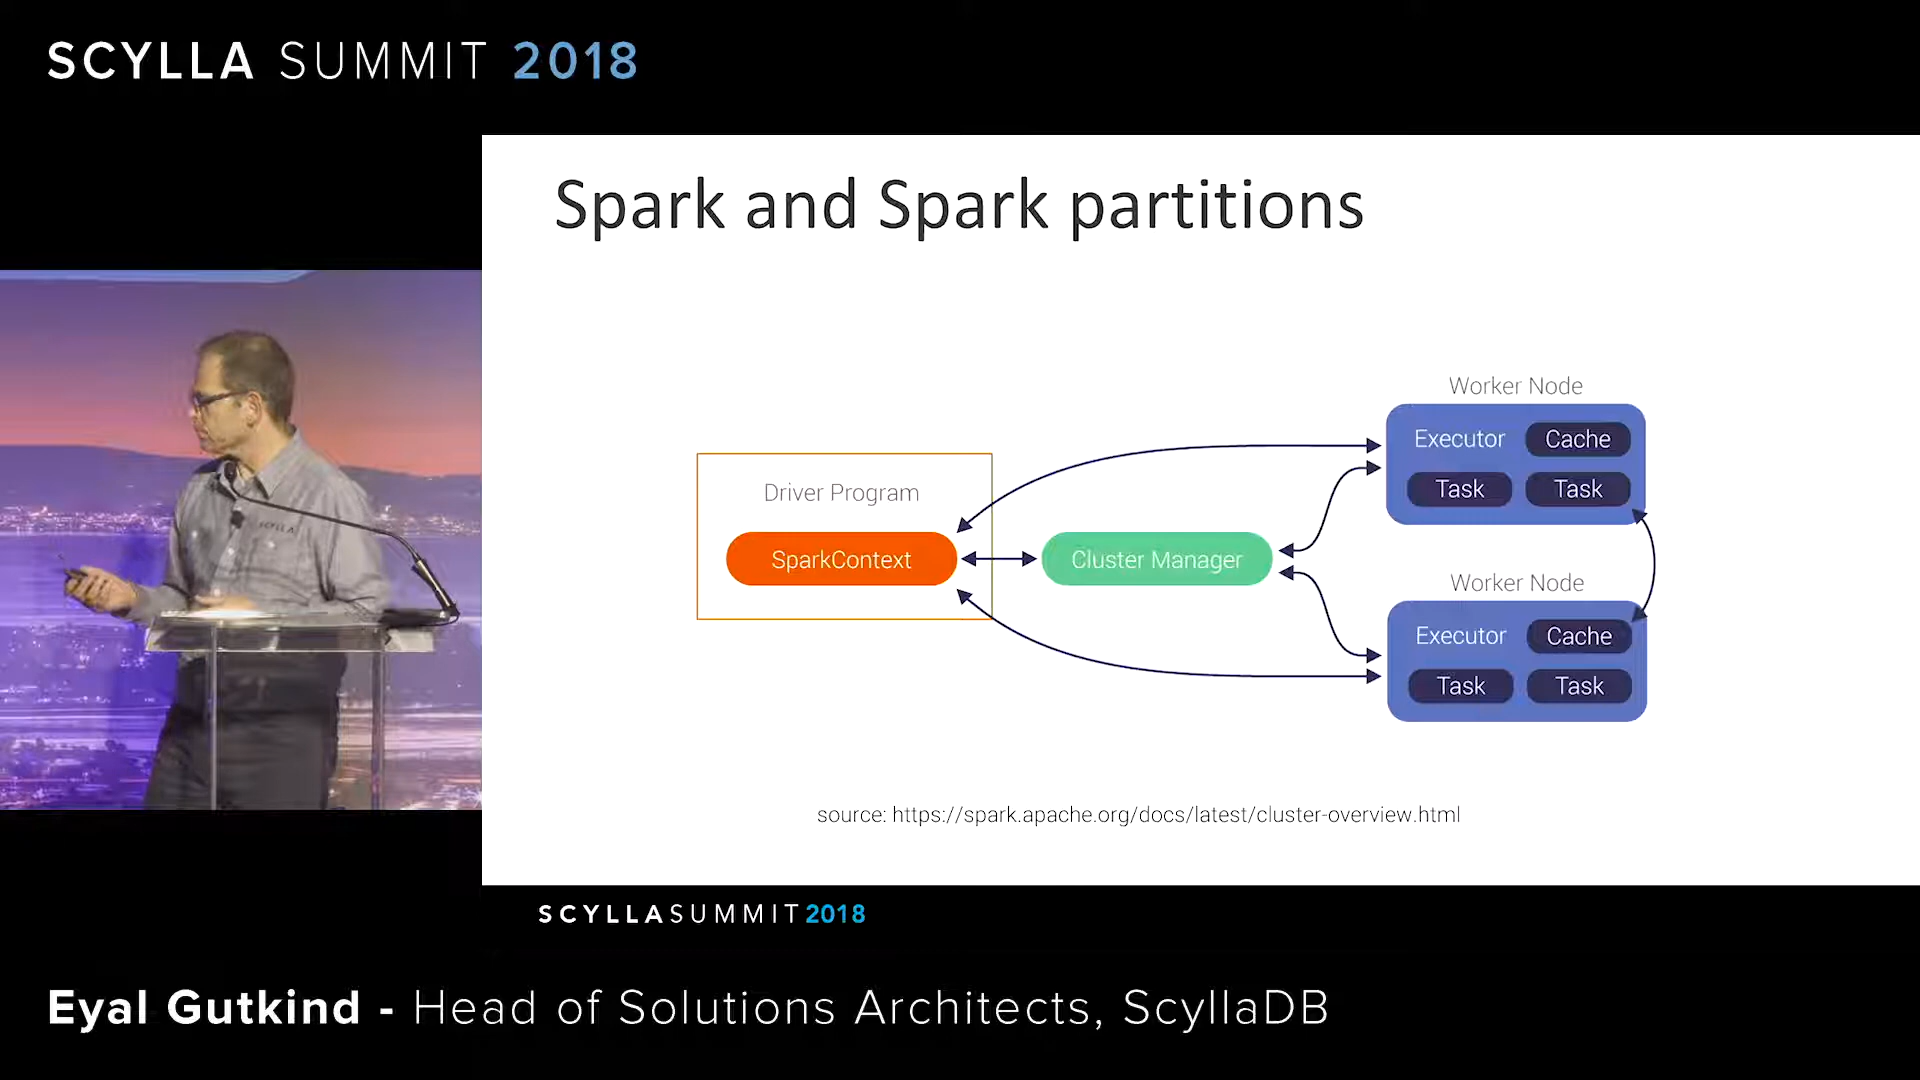 SCYLLA SUMMIT 2018
Spark and Spark partitions
Driver Program
SparkContext
Cluster Manager
Worker Node
Executor
Cache
Task
Task
Worker Node
Executor
Cache
Task
Task
source: https://spark.apache.org/docs/latest/cluster-overview.html
SCYLLA
SCYLLASUMMIT2018
Eyal Gutkind - Head of Solutions Architects, ScyllaDB